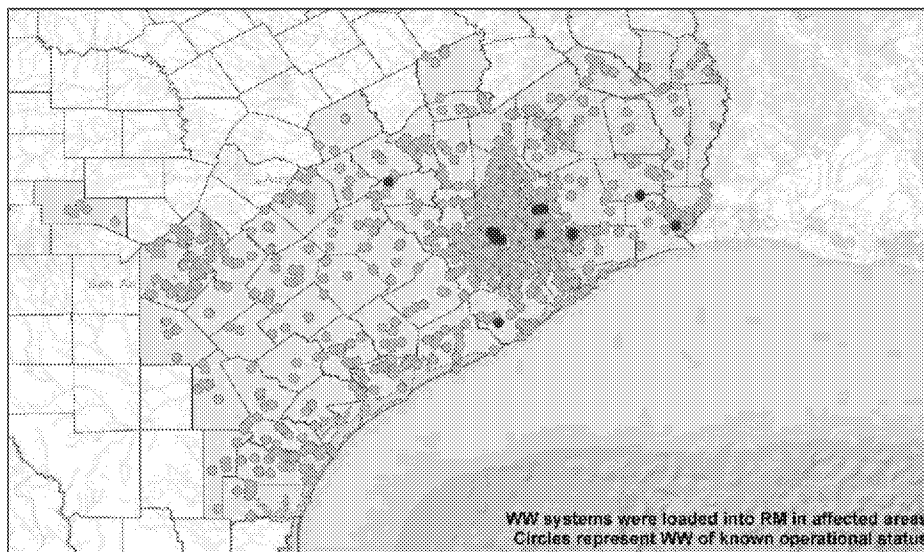 WW systems were loaded into RM in affected areas
Circles represent WW of known operational status